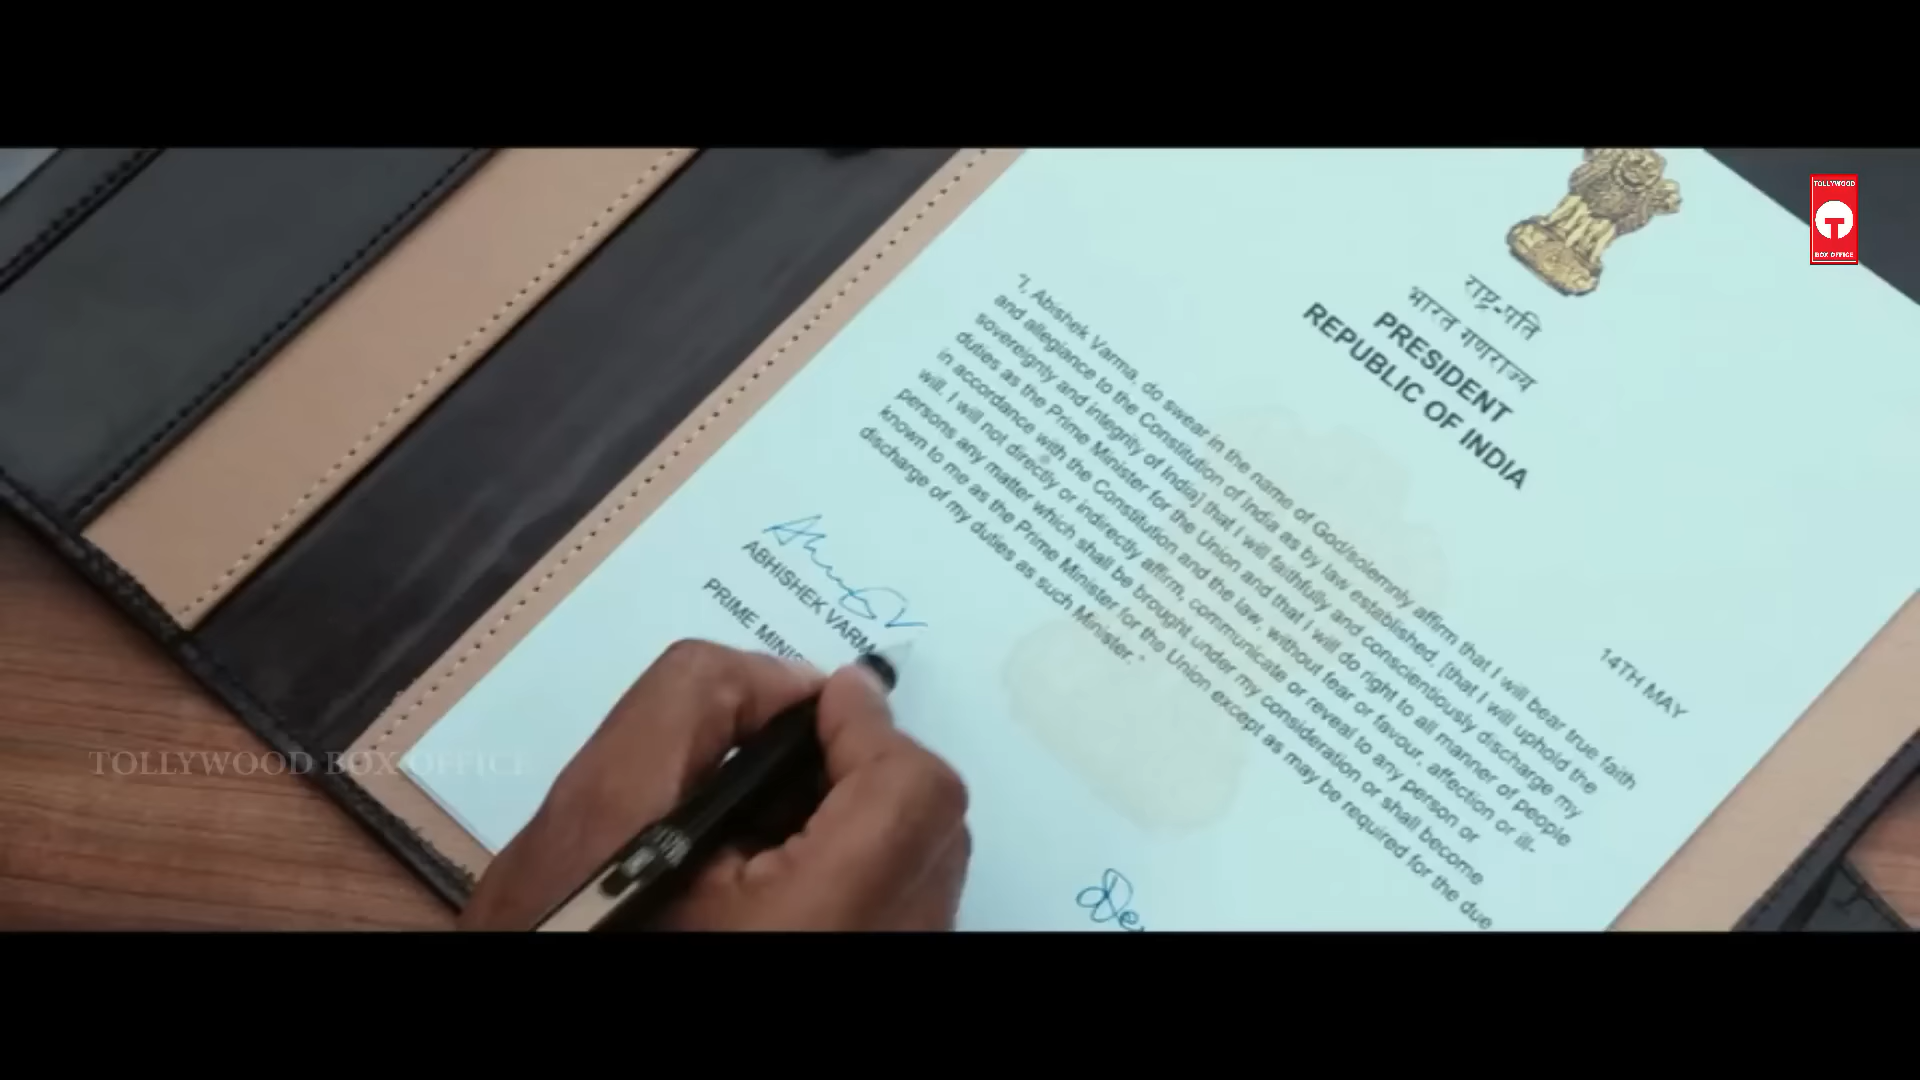 TOLLYWOOD
T
BOX OFFICE
राष्ट्र-पति
भारत गणराज्य
PRESIDENT
REPUBLIC OF INDIA
14TH MAY
"I, Abishek Varma, do swear in the name of God/solemnly affirm that I will bear true faith
and allegiance to the Constitution of India as by law established, [that I will uphold the
sovereignty and integrity of India] that I will faithfully and conscientiously discharge my
duties as the Prime Minister for the Union and that I will do right to all manner of people
in accordance with the Constitution and the law, without fear or favour, affection or ill-
will. I will not directly or indirectly affirm, communicate or reveal to any person or
persons any matter which shall be brought under my consideration or shall become
known to me as the Prime Minister for the Union except as may be required for the due
discharge of my duties as such Minister."
ABHISHEK VARMA
PRIME MINIS
TOLLYWOOD BOX OFFICE